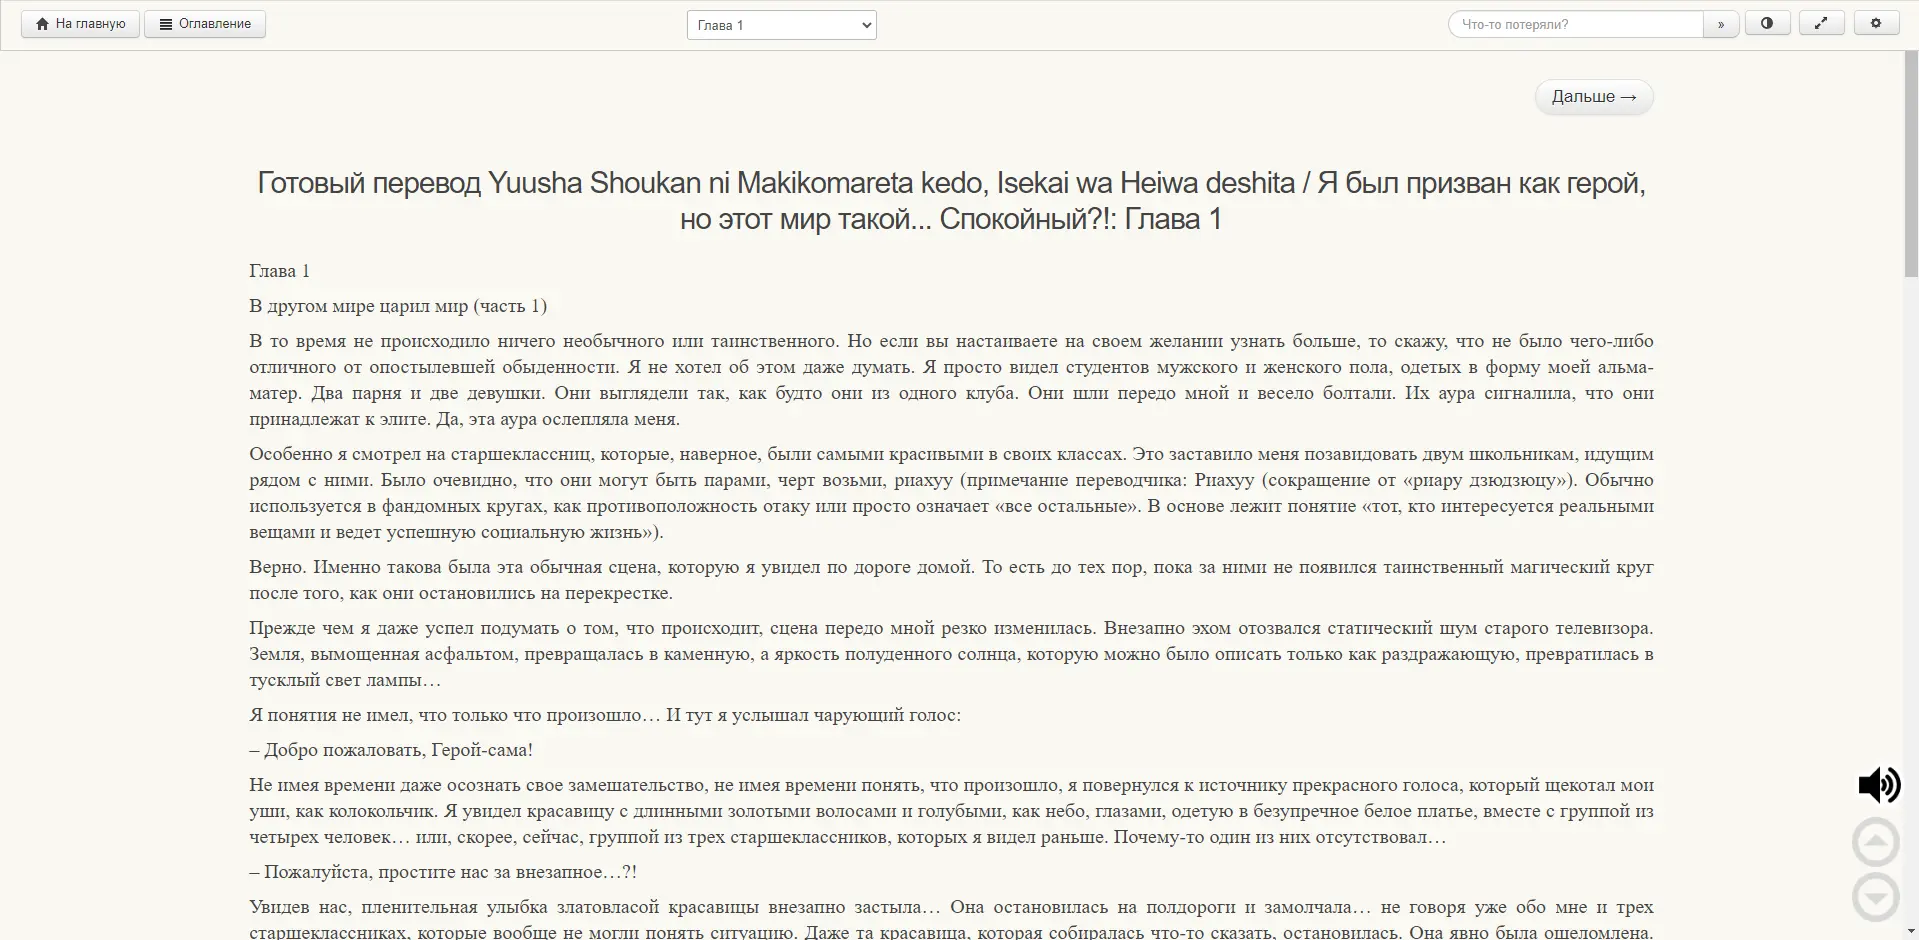 На главную
Оглавление
Глава 1
Что-то потеряли?
»
Дальше →
Готовый перевод Yuusha Shoukan ni Makikomareta kedo, Isekai wa Heiwa deshita / Я был призван как герой,
но этот мир такой... Спокойный?!: Глава 1
Глава 1
В другом мире царил мир (часть 1)
В то время не происходило ничего необычного или таинственного. Но если вы настаиваете на своем желании узнать больше, то скажу, что не было чего-либо
отличного от опостылевшей обыденности. Я не хотел об этом даже думать. Я просто видел студентов мужского и женского пола, одетых в форму моей альма-
матер. Два парня и две девушки. Они выглядели так, как будто они из одного клуба. Они шли передо мной и весело болтали. Их аура сигналила, что они
принадлежат к элите. Да, эта аура ослепляла меня.
Особенно я смотрел на старшеклассниц, которые, наверное, были самыми красивыми в своих классах. Это заставило меня позавидовать двум школьникам, идущим
рядом с ними. Было очевидно, что они могут быть парами, черт возьми, риахуу (примечание переводчика: Риахуу (сокращение от «риару дзюдзюцу»). Обычно
используется в фандомных кругах, как противоположность отаку или просто означает «все остальные». В основе лежит понятие «тот, кто интересуется реальными
вещами и ведет успешную социальную жизнь»).
Верно. Именно такова была эта обычная сцена, которую я увидел по дороге домой. То есть до тех пор, пока за ними не появился таинственный магический круг
после того, как они остановились на перекрестке.
Прежде чем я даже успел подумать о том, что происходит, сцена передо мной резко изменилась. Внезапно эхом отозвался статический шум старого телевизора.
Земля, вымощенная асфальтом, превращалась в каменную, а яркость полуденного солнца, которую можно было описать только как раздражающую, превратилась в
тусклый свет лампы…
Я понятия не имел, что только что произошло… И тут я услышал чарующий голос:
– Добро пожаловать, Герой-сама!
Не имея времени даже осознать свое замешательство, не имея времени понять, что произошло, я повернулся к источнику прекрасного голоса, который щекотал мои
уши, как колокольчик. Я увидел красавицу с длинными золотыми волосами и голубыми, как небо, глазами, одетую в безупречное белое платье, вместе с группой из
четырех человек… или, скорее, сейчас, группой из трех старшеклассников, которых я видел раньше. Почему-то один из них отсутствовал…
– Пожалуйста, простите нас за внезапное…?!
Увидев нас, пленительная улыбка златовласой красавицы внезапно застыла… Она остановилась на полдороги и замолчала… не говоря уже обо мне и трех
старшеклассниках, которые вообще не могли понять ситуацию. Даже та красавица, которая собиралась что-то сказать, остановилась. Она явно была ошеломлена.